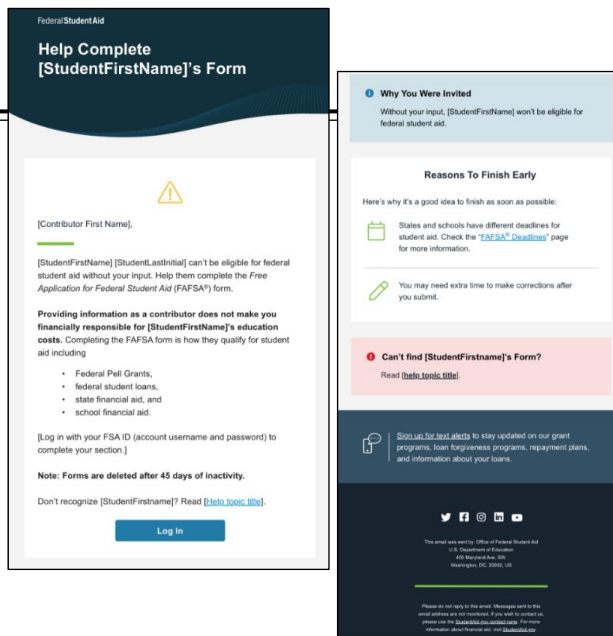 Federal Student Aid
Help Complete
[StudentFirstName]'s Form
[Contributor First Name],
[StudentFirstName] [StudentLastInitial] can't be eligible for federal
student aid without your input. Help them complete the Free
Application for Federal Student Aid (FAFSA®) form.
Providing information as a contributor does not make you
financially responsible for [StudentFirstName]'s education
costs. Completing the FAFSA form is how they qualify for student
aid including
• Federal Pell Grants,
• federal student loans,
• state financial aid, and
• school financial aid.
[Log in with your FSA ID (account username and password) to
complete your section.]
Note: Forms are deleted after 45 days of inactivity.
Don't recognize [StudentFirstname]? Read [Help topic title].
Log In
Why You Were Invited
Without your input, [StudentFirstName] won't be eligible for
federal student aid.
Reasons To Finish Early
Here's why it's a good idea to finish as soon as possible:
States and schools have different deadlines for
student aid. Check the "FAFSA® Deadlines" page
for more information.
You may need extra time to make corrections after
you submit.
Can't find [StudentFirstname]'s Form?
Read [help topic title].
Sign up for text alerts to stay updated on our grant
programs, loan forgiveness programs, repayment plans,
and information about your loans.
This email was sent by: Office of Federal Student Aid
U.S. Department of Education
400 Maryland Ave, SW,
Washington, DC, 20002, US
Please do not reply to this email. Messages sent to this
email address are not monitored. If you wish to contact us,
please use the StudentAid.gov contact page. For more
information about financial aid, visit StudentAid.gov